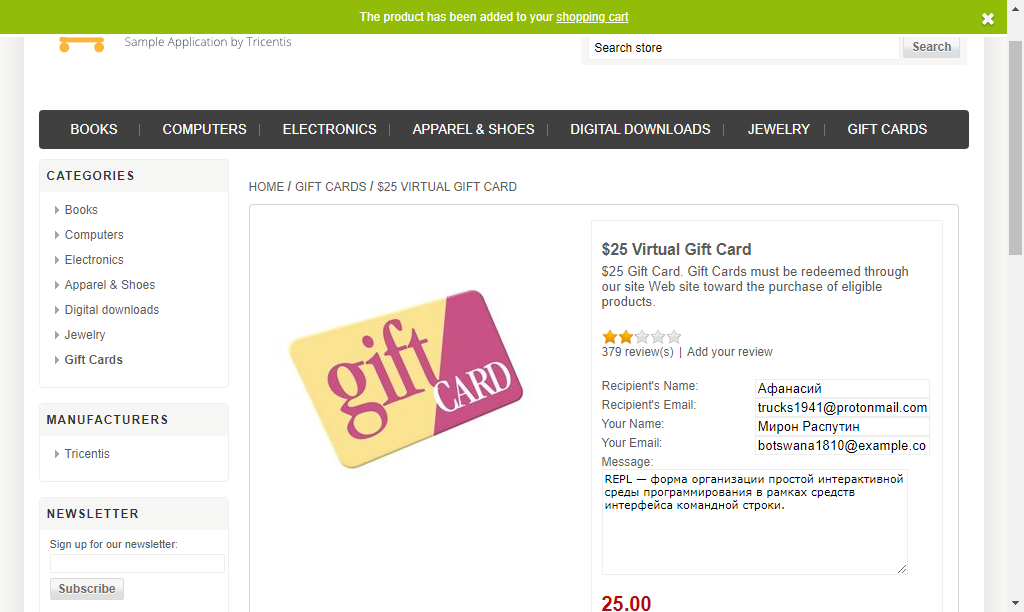 The product has been added to your shopping cart
Sample Application by Tricentis
Search store
Search
BOOKS
COMPUTERS
ELECTRONICS
APPAREL & SHOES
DIGITAL DOWNLOADS
JEWELRY
GIFT CARDS
CATEGORIES
Books
Computers
Electronics
Apparel & Shoes
Digital downloads
Jewelry
Gift Cards
MANUFACTURERS
Tricentis
NEWSLETTER
Sign up for our newsletter:
Subscribe
HOME / GIFT CARDS / $25 VIRTUAL GIFT CARD
gift
CARD
$25 Virtual Gift Card
$25 Gift Card. Gift Cards must be redeemed through
our site Web site toward the purchase of eligible
products.
379 review(s) | Add your review
Recipient's Name: Афанасий
Recipient's Email: trucks1941@protonmail.com
Your Name: Мирон Распутин
Your Email: botswana1810@example.co
Message:
REPL — форма организации простой интерактивной
среды программирования в рамках средств
интерфейса командной строки.
25.00